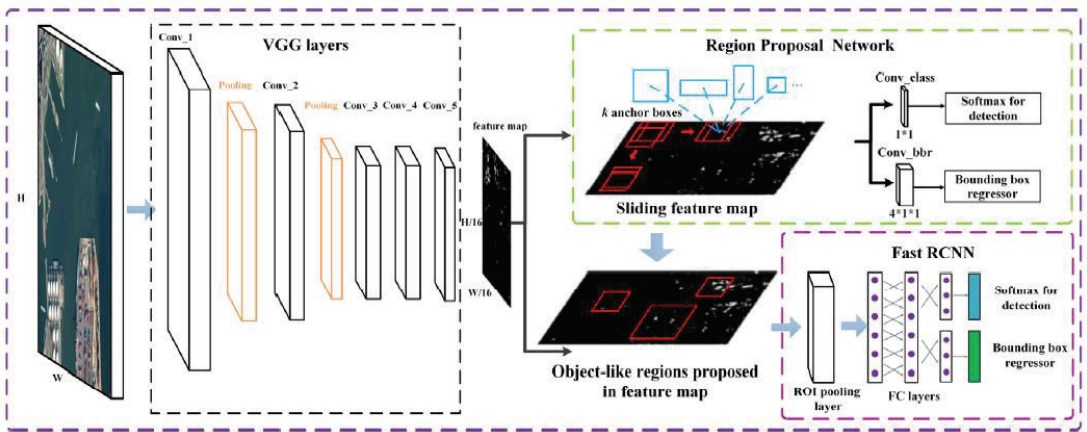 VGG layers
Conv_1
Pooling
Conv_2
Pooling
Conv_3
Conv_4
Conv_5
H
W
feature map
H/16
W/16
Region Proposal Network
k anchor boxes
...
Sliding feature map
Conv_class
1*1
Softmax for
detection
Conv_bbr
4*1*1
Bounding box
regressor
Object-like regions proposed
in feature map
Fast RCNN
ROI pooling
layer
FC layers
Softmax for
detection
Bounding box
regressor